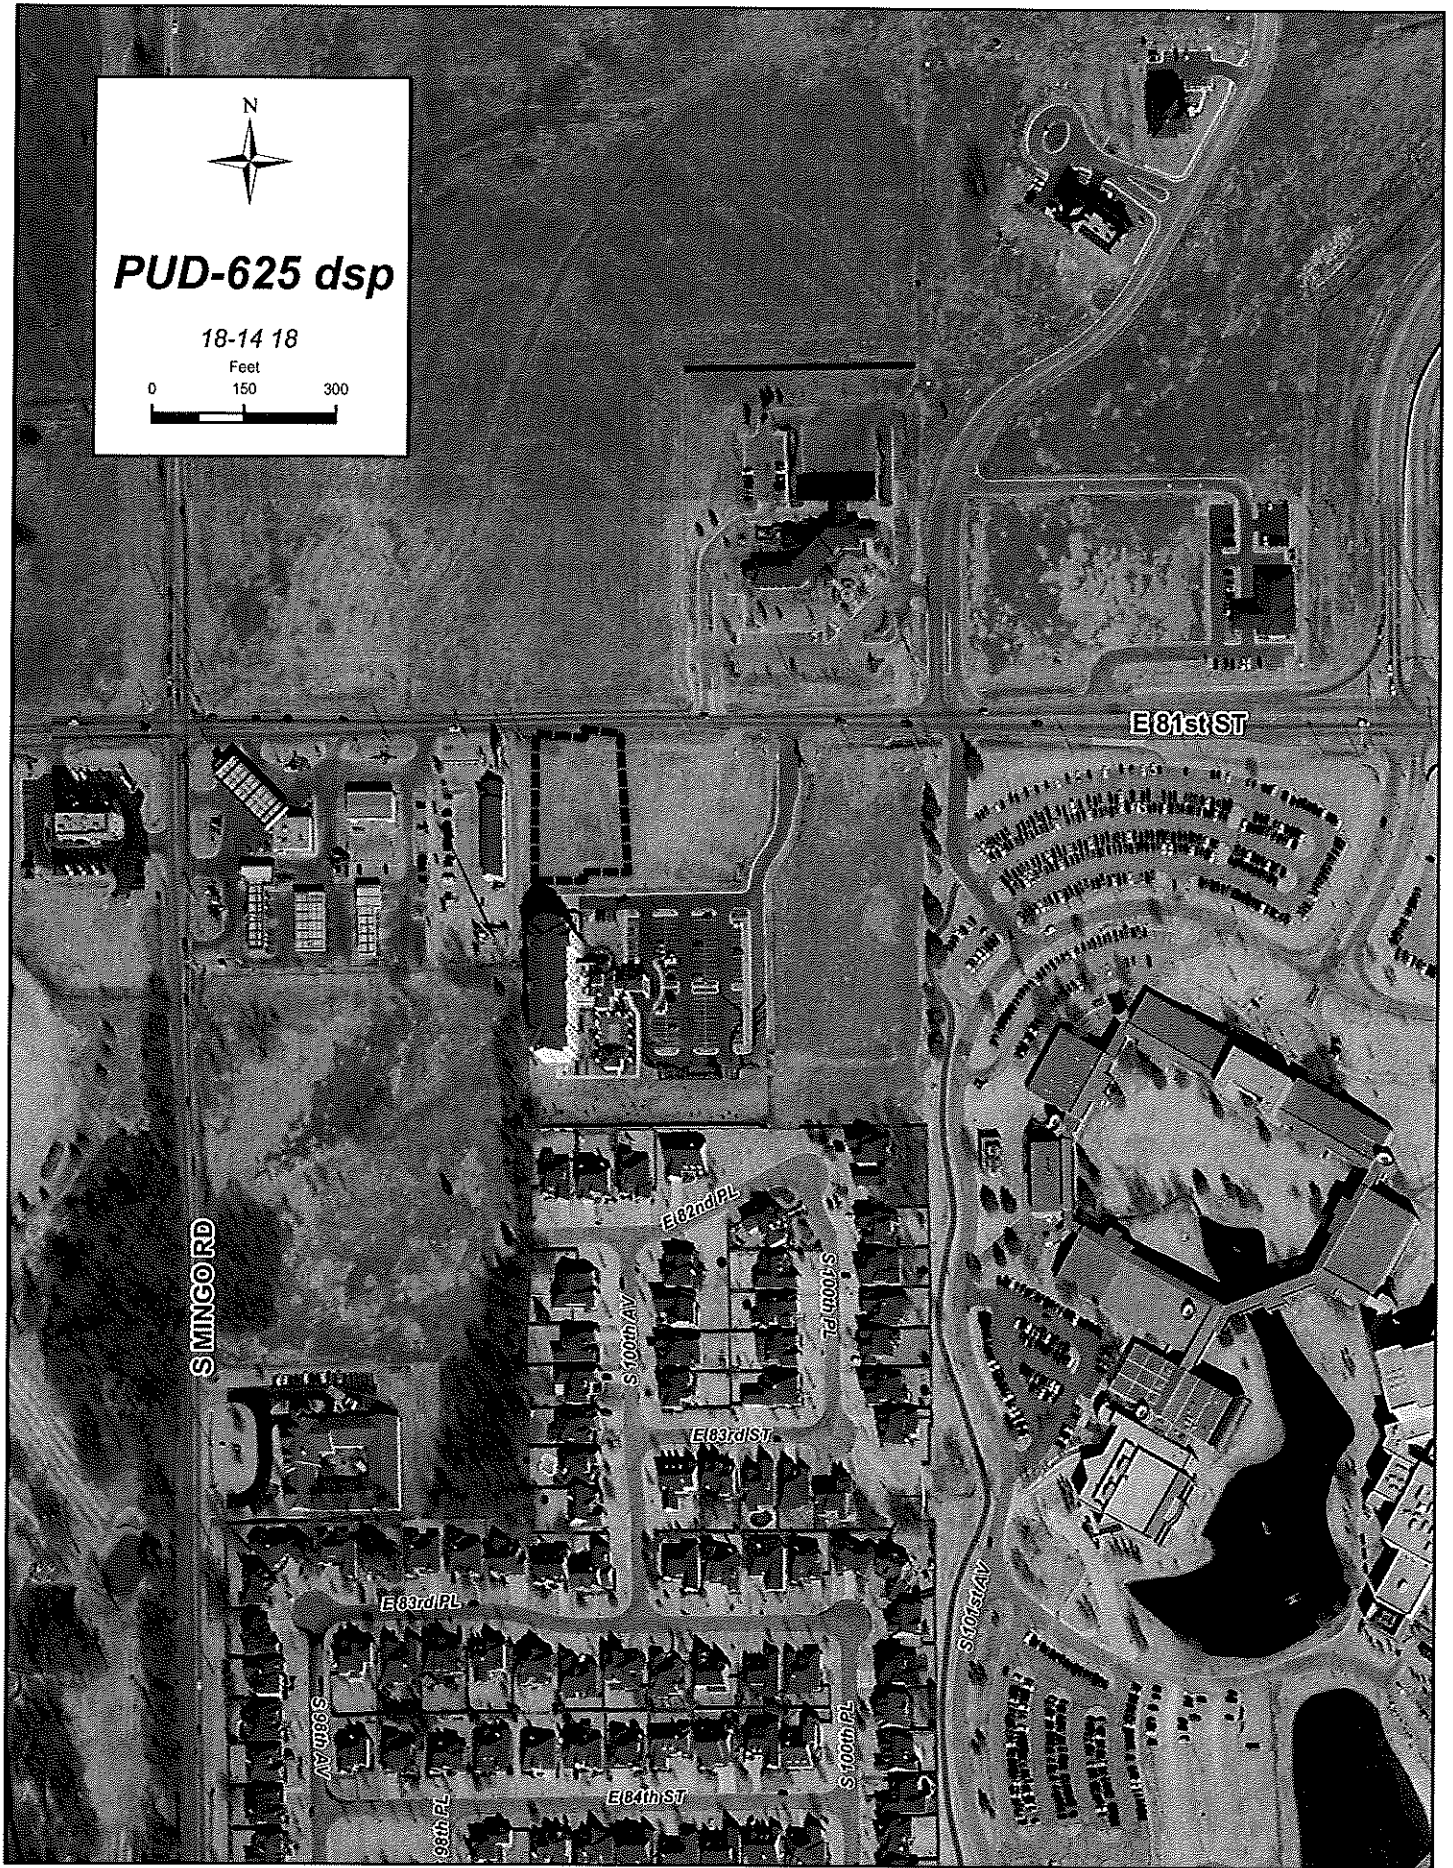 N
PUD-625 dsp
18-14 18
Feet
0 150 300
E 81st ST
E 82nd PL
S MINGO RD
S 100th AV
S 100th PL
E 83rd ST
E 83rd PL
S 101st AV
S 98th AV
S 100th PL
E 84th ST
98th PL